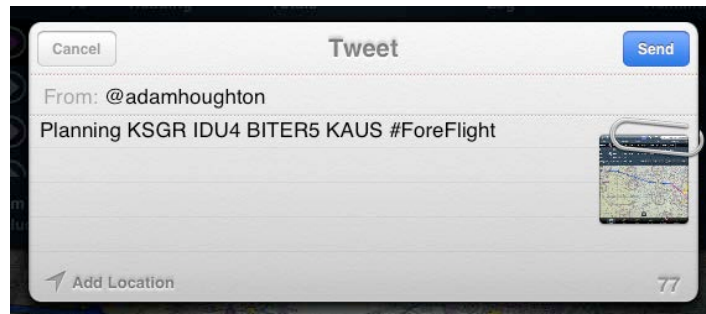 Cancel
Tweet
Send
From: @adamhoughton
Planning KSGR IDU4 BITER5 KAUS #ForeFlight
Add Location
77